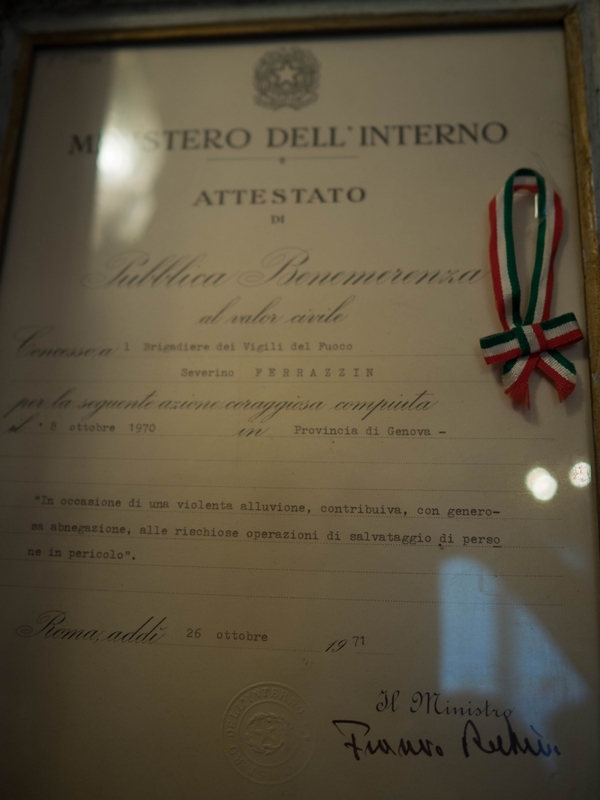 MINISTERO DELL'INTERNO
ATTESTATO
DI
Pubblica Benemerenza
al valor civile
Concesso a l Brigadiere dei Vigili del Fuoco
Severino FERRAZZIN
per la seguente azione coraggiosa compiuta
il '8 ottobre 1970 in Provincia di Genova -
"In occasione di una violenta alluvione, contribuiva, con genero-
sa abnegazione, alle rischiose operazioni di salvataggio di perso
ne in pericolo".
Roma, addì 26 ottobre 1971
Il Ministro
Franco